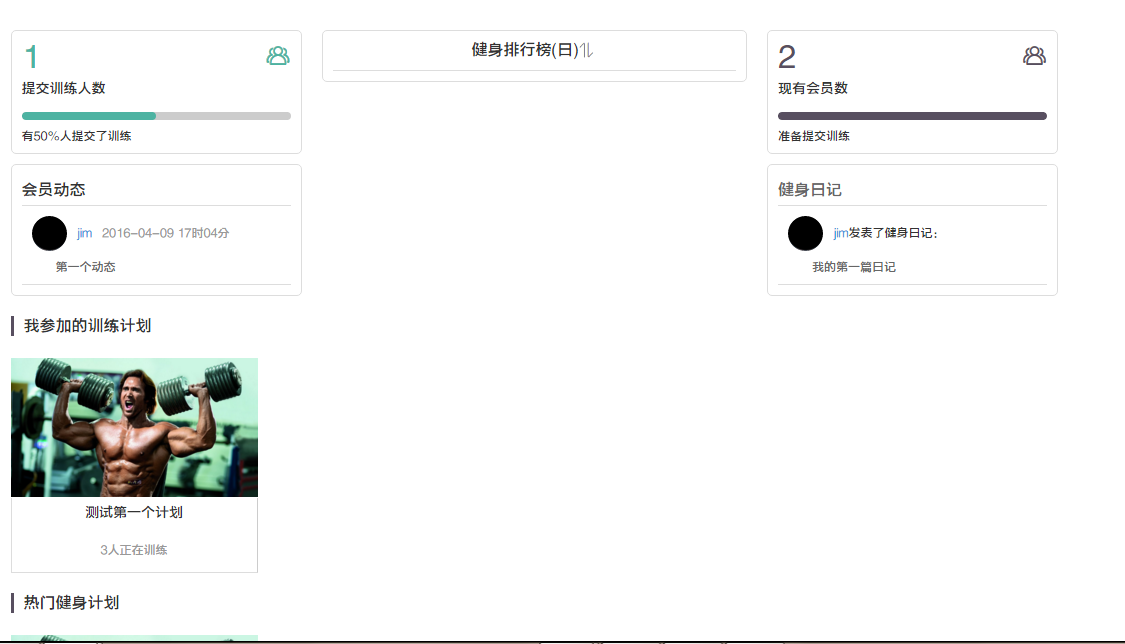 1
提交训练人数
有50%人提交了训练
健身排行榜(日)⇅
2
现有会员数
准备提交训练
会员动态
jim 2016-04-09 17时04分
第一个动态
健身日记
jim发表了健身日记：
我的第一篇日记
我参加的训练计划
测试第一个计划
3人正在训练
热门健身计划